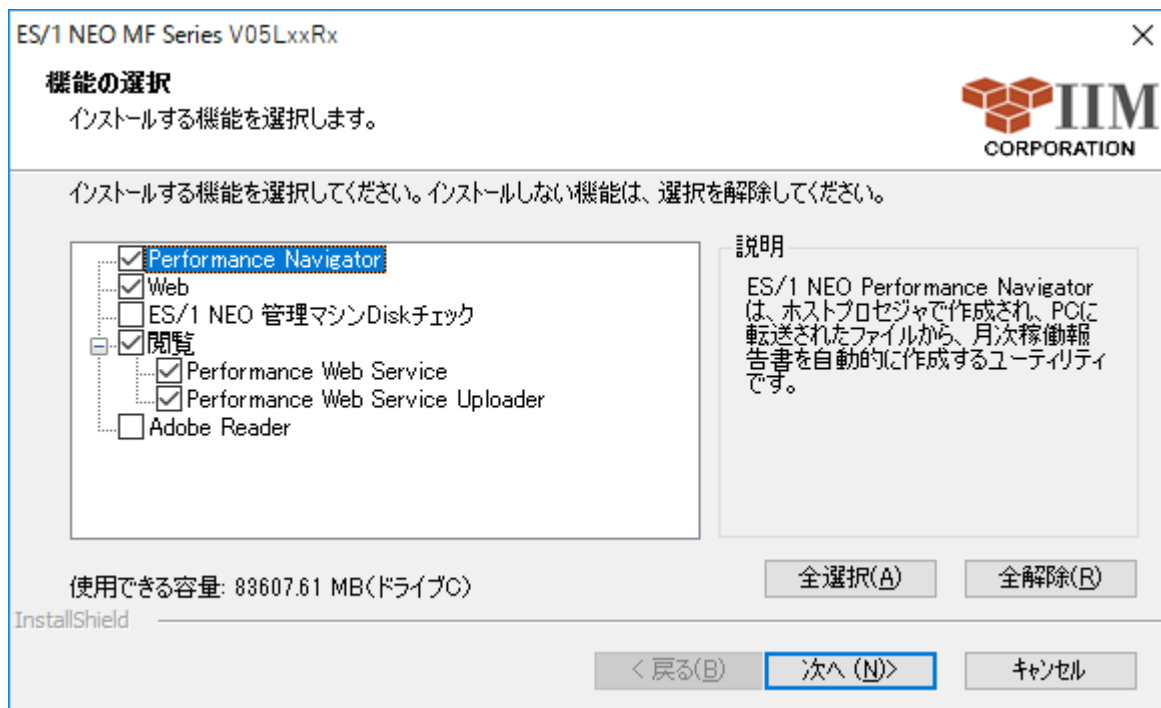 ES/1 NEO MF Series V05LxxRx
機能の選択
インストールする機能を選択します。
IIM
CORPORATION
インストールする機能を選択してください。インストールしない機能は、選択を解除してください。
Performance Navigator
Web
ES/1 NEO 管理マシンDiskチェック
閲覧
Performance Web Service
Performance Web Service Uploader
Adobe Reader
説明
ES/1 NEO Performance Navigator
は、ホストプロセジャで作成され、PCに
転送されたファイルから、月次稼働報
告書を自動的に作成するユーティリティ
です。
使用できる容量: 83607.61 MB(ドライブC)
全選択(A)
全解除(R)
InstallShield
< 戻る(B)
次へ (N)>
キャンセル